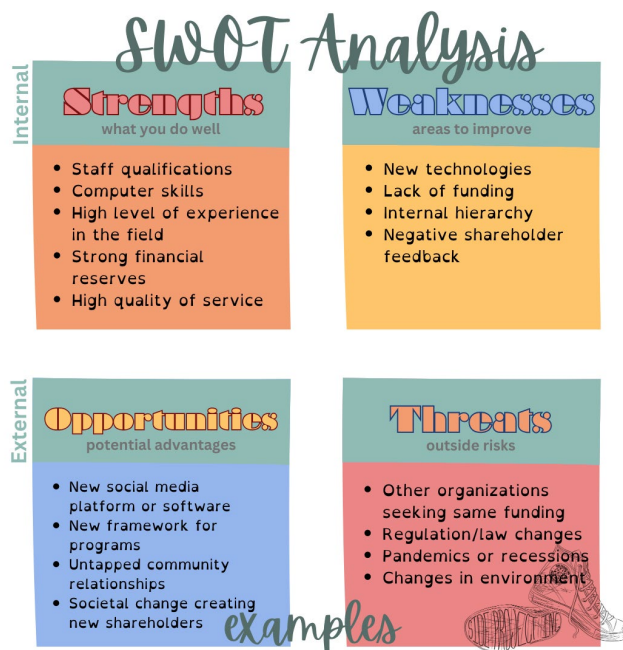 SWOT Analysis
Internal
Strengths
what you do well
• Staff qualifications
• Computer skills
• High level of experience
in the field
• Strong financial
reserves
• High quality of service
Weaknesses
areas to improve
• New technologies
• Lack of funding
• Internal hierarchy
• Negative shareholder
feedback
External
Opportunities
potential advantages
• New social media
platform or software
• New framework for
programs
• Untapped community
relationships
• Societal change creating
new shareholders
Threats
outside risks
• Other organizations
seeking same funding
• Regulation/law changes
• Pandemics or recessions
• Changes in environment
examples